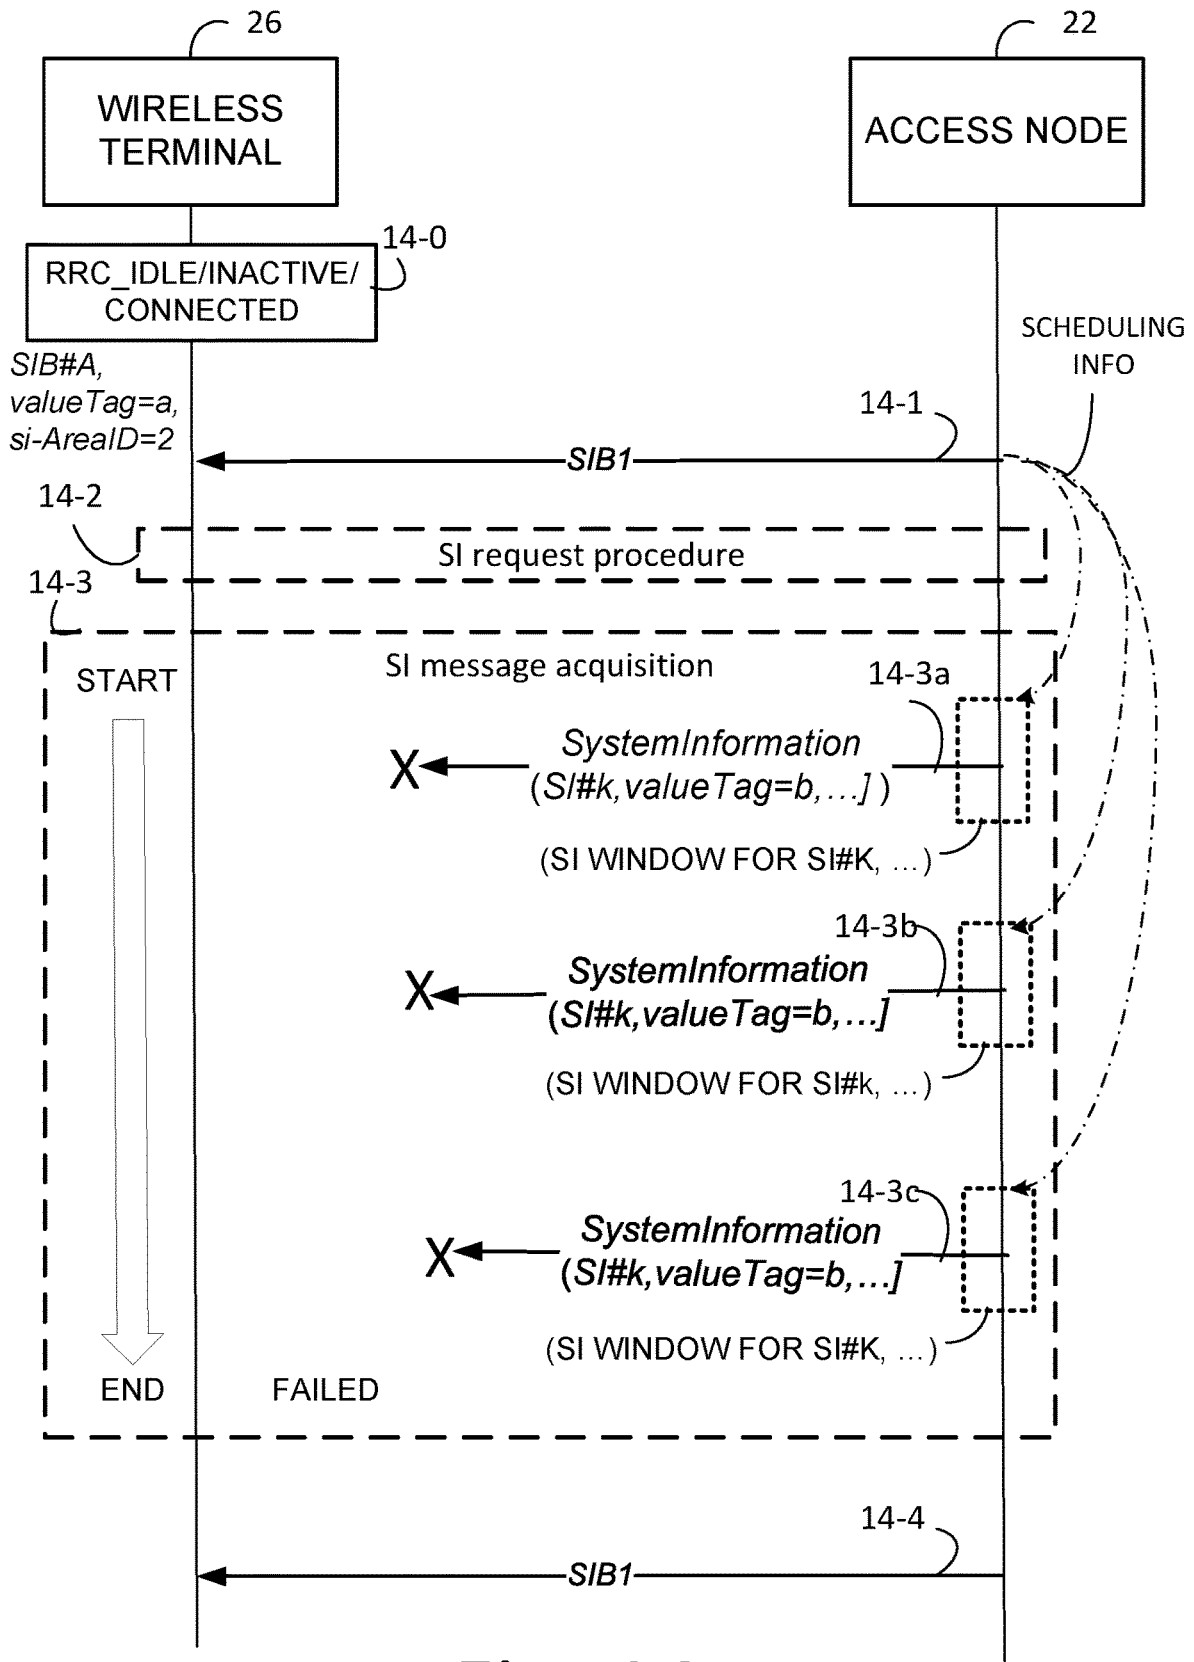 26
22
WIRELESS
TERMINAL
ACCESS NODE
14-0
RRC_IDLE/INACTIVE/
CONNECTED
SCHEDULING
INFO
SIB#A,
valueTag=a,
si-AreaID=2
14-1
SIB1
14-2
SI request procedure
14-3
SI message acquisition
START
14-3a
SystemInformation
(SI#k,valueTag=b,...] )
(SI WINDOW FOR SI#K, ...)
14-3b
SystemInformation
(SI#k,valueTag=b,...]
(SI WINDOW FOR SI#k, ...)
14-3c
SystemInformation
(SI#k,valueTag=b,...]
(SI WINDOW FOR SI#K, ...)
END
FAILED
14-4
SIB1